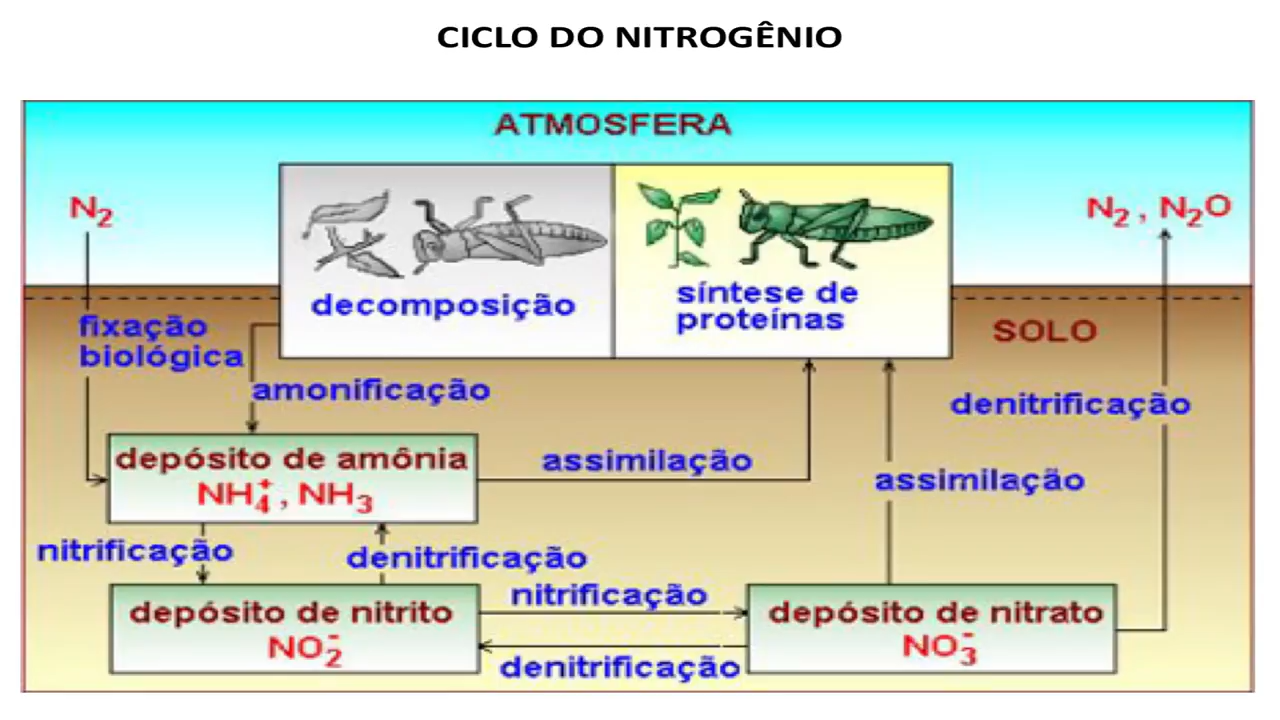 CICLO DO NITROGÊNIO
ATMOSFERA
N2
N2 , N2O
decomposição
síntese de
proteínas
fixação
biológica
SOLO
amonificação
denitrificação
depósito de amônia
NH4+ , NH3
assimilação
assimilação
nitrificação
denitrificação
nitrificação
depósito de nitrito
NO2-
depósito de nitrato
NO3-
denitrificação